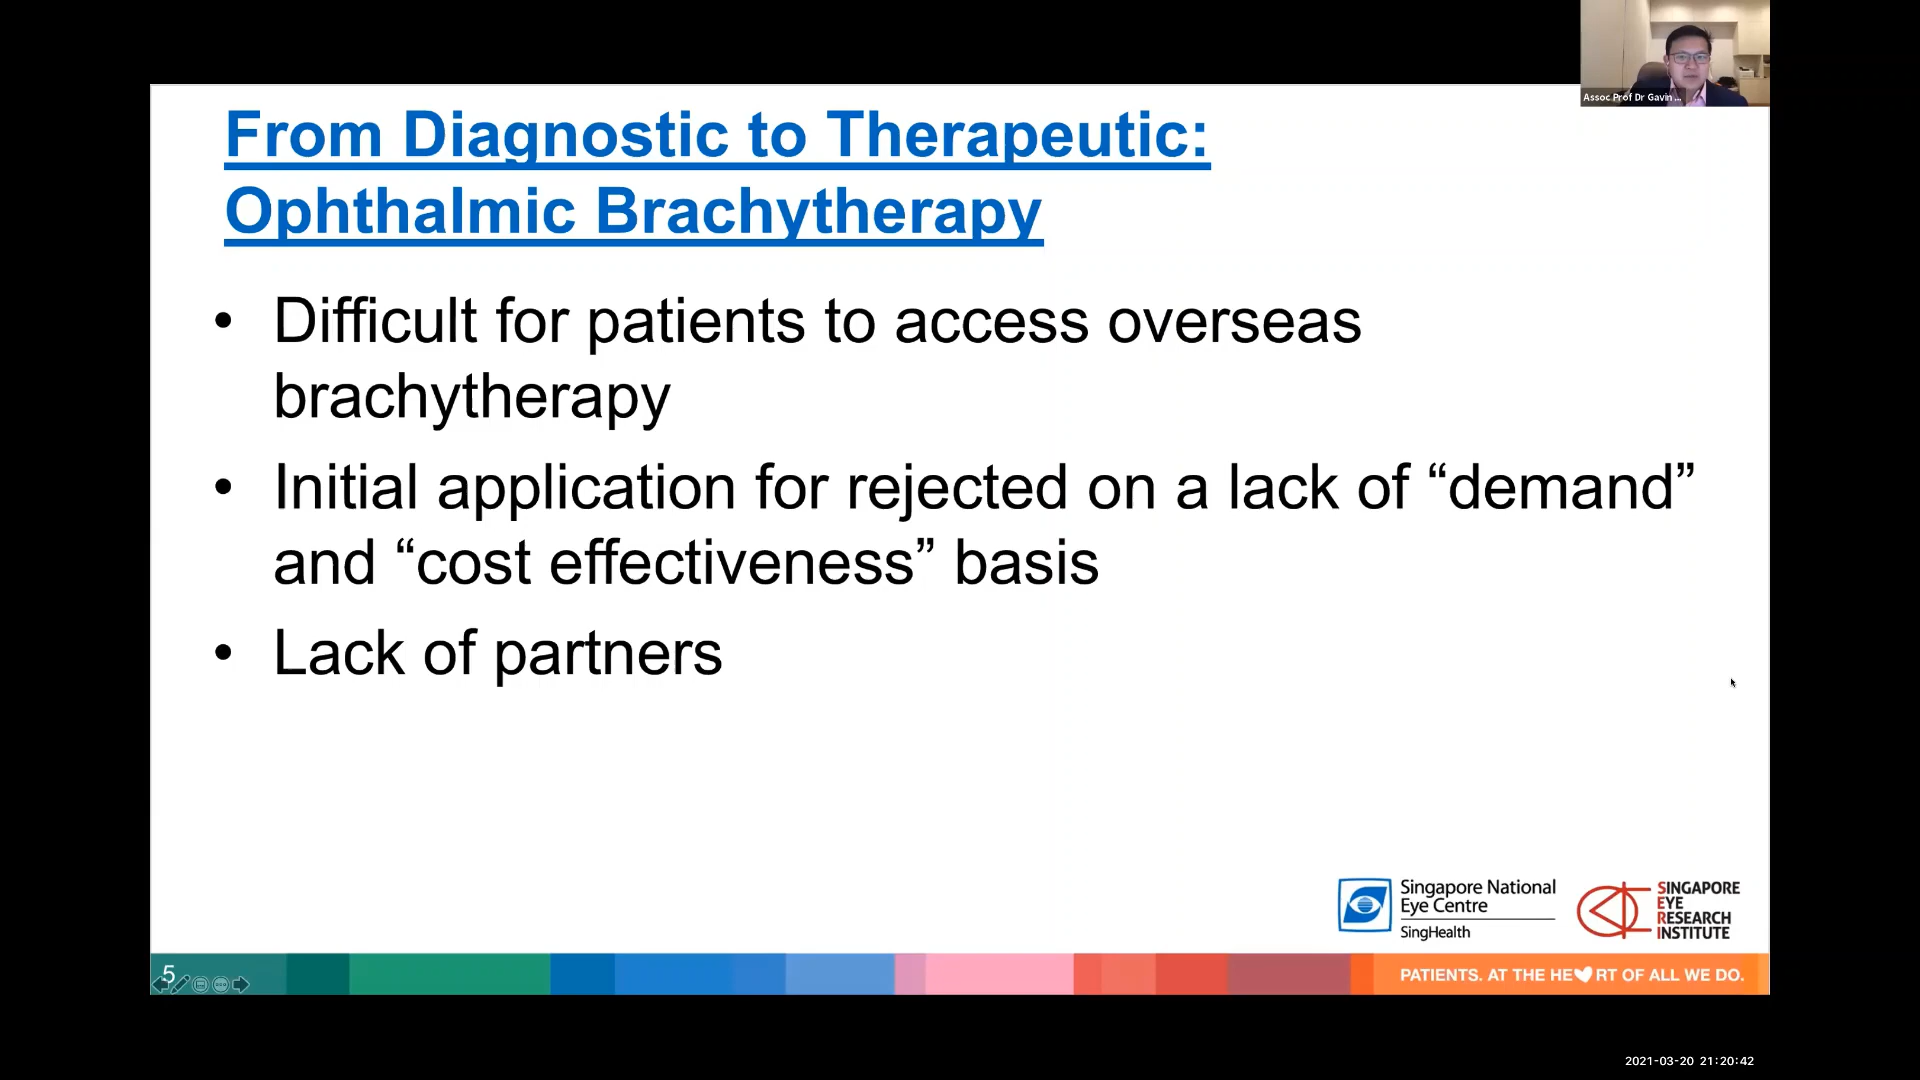 Assoc Prof Dr Gavin ...
From Diagnostic to Therapeutic:
Ophthalmic Brachytherapy
• Difficult for patients to access overseas
brachytherapy
• Initial application for rejected on a lack of “demand”
and “cost effectiveness” basis
• Lack of partners
Singapore National
Eye Centre
SingHealth
SINGAPORE
EYE
RESEARCH
INSTITUTE
5
PATIENTS. AT THE HE RT OF ALL WE DO.
2021-03-20 21:20:42